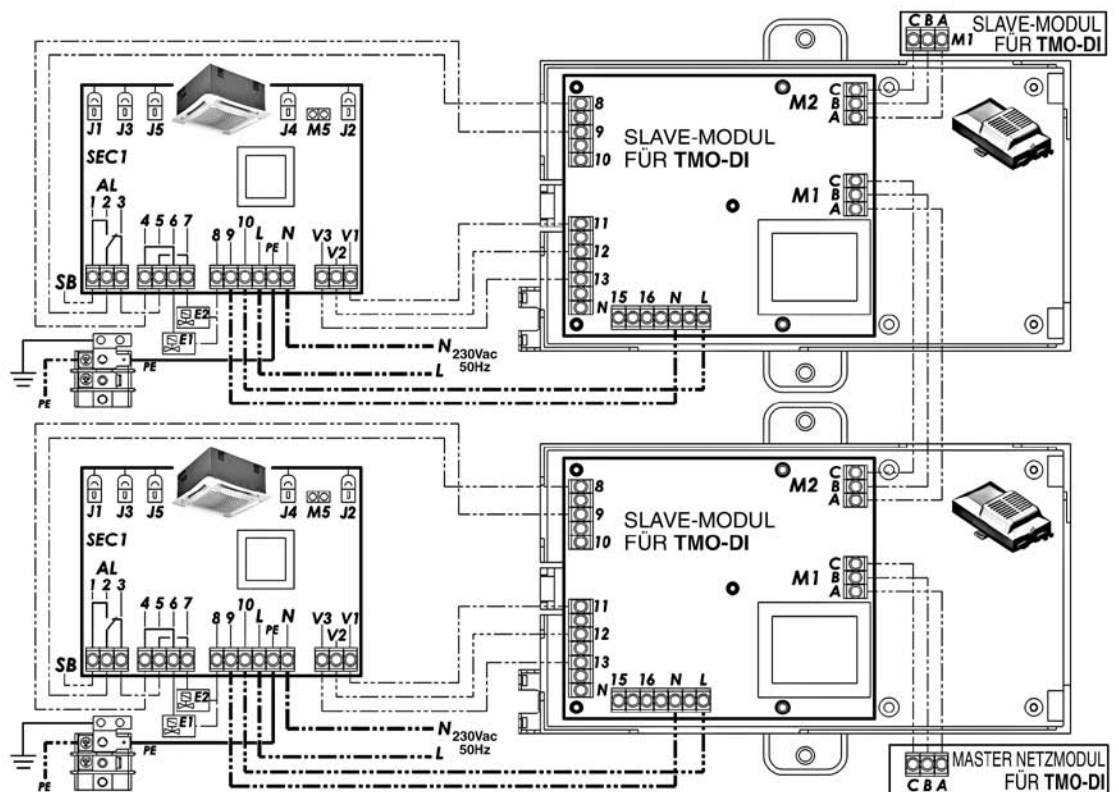 C B A
M1
SLAVE-MODUL
FÜR TMO-DI
J1 J3 J5 J4 M5 J2
SEC1
AL
1 2 3
4 5 6 7
8 9 10 L PE N
V3 V2 V1
SB
E2
E1
PE
PE
N 230Vac
L 50Hz
8
9
10
SLAVE-MODUL
FÜR TMO-DI
M2
C
B
A
M1
C
B
A
11
12
13
N
15 16 N L
J1 J3 J5 J4 M5 J2
SEC1
AL
1 2 3
4 5 6 7
8 9 10 L PE N
V3 V2 V1
SB
E2
E1
PE
PE
N 230Vac
L 50Hz
8
9
10
SLAVE-MODUL
FÜR TMO-DI
M2
C
B
A
M1
C
B
A
11
12
13
N
15 16 N L
MASTER NETZMODUL
FÜR TMO-DI
C B A